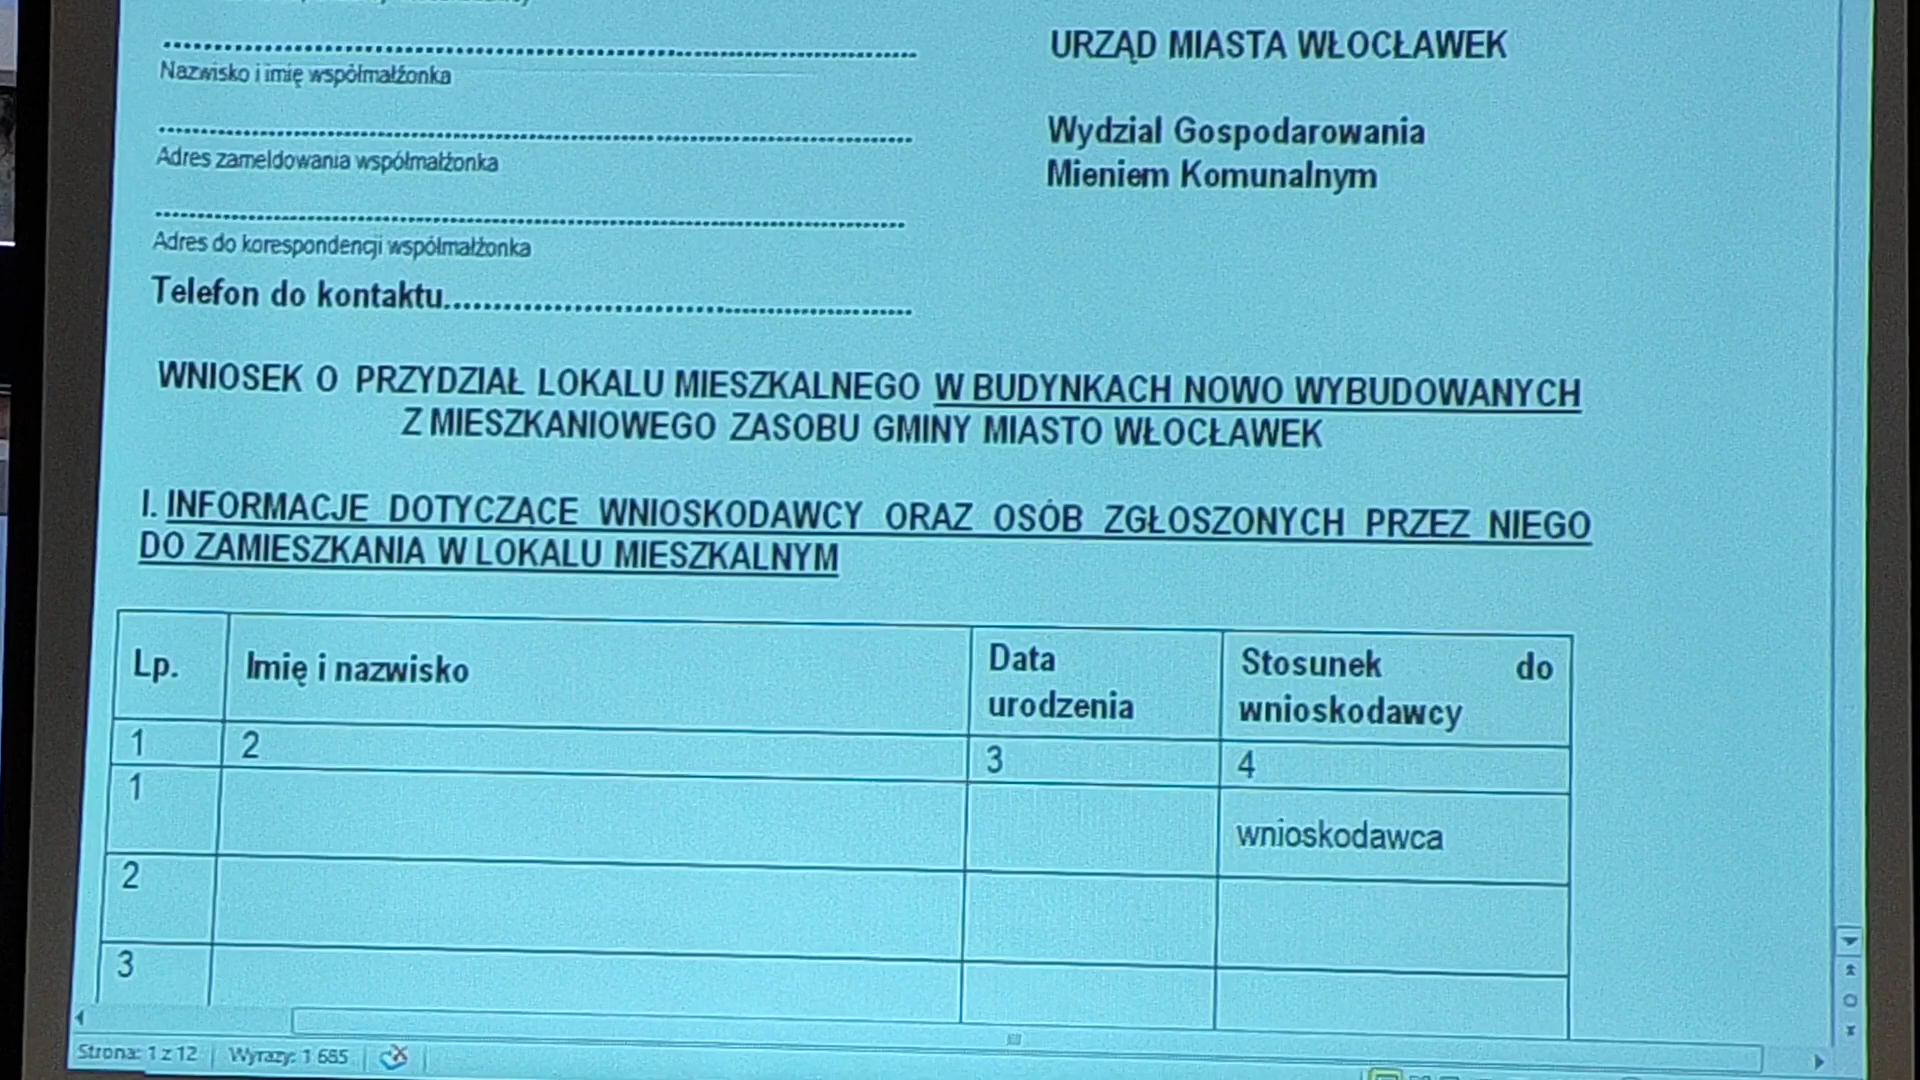 Nazwisko i imię współmałżonka
URZĄD MIASTA WŁOCŁAWEK
Adres zameldowania współmałżonka
Wydział Gospodarowania
Mieniem Komunalnym
Adres do korespondencji współmałżonka
Telefon do kontaktu
WNIOSEK O PRZYDZIAŁ LOKALU MIESZKALNEGO W BUDYNKACH NOWO WYBUDOWANYCH
Z MIESZKANIOWEGO ZASOBU GMINY MIASTO WŁOCŁAWEK
I. INFORMACJE DOTYCZĄCE WNIOSKODAWCY ORAZ OSÓB ZGŁOSZONYCH PRZEZ NIEGO
DO ZAMIESZKANIA W LOKALU MIESZKALNYM
Lp. Imię i nazwisko Data urodzenia Stosunek do wnioskodawcy
1 2 3 4
1 wnioskodawca
2
3
Strona: 1 z 12 Wyrazy: 1 685